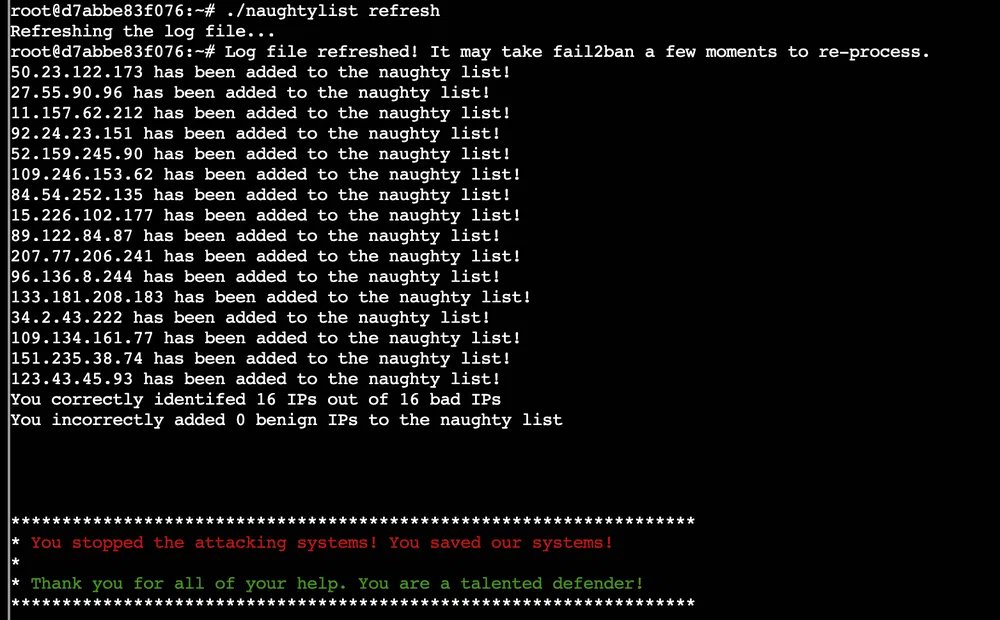 root@d7abbe83f076:~# ./naughtylist refresh
Refreshing the log file...
root@d7abbe83f076:~# Log file refreshed! It may take fail2ban a few moments to re-process.
50.23.122.173 has been added to the naughty list!
27.55.90.96 has been added to the naughty list!
11.157.62.212 has been added to the naughty list!
92.24.23.151 has been added to the naughty list!
52.159.245.90 has been added to the naughty list!
109.246.153.62 has been added to the naughty list!
84.54.252.135 has been added to the naughty list!
15.226.102.177 has been added to the naughty list!
89.122.84.87 has been added to the naughty list!
207.77.206.241 has been added to the naughty list!
96.136.8.244 has been added to the naughty list!
133.181.208.183 has been added to the naughty list!
34.2.43.222 has been added to the naughty list!
109.134.161.77 has been added to the naughty list!
151.235.38.74 has been added to the naughty list!
123.43.45.93 has been added to the naughty list!
You correctly identifed 16 IPs out of 16 bad IPs
You incorrectly added 0 benign IPs to the naughty list
*******************************************************************
* You stopped the attacking systems! You saved our systems!
*
* Thank you for all of your help. You are a talented defender!
*******************************************************************